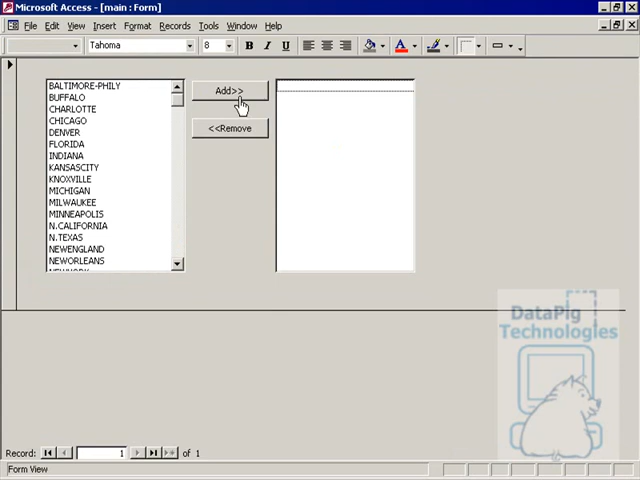 Microsoft Access - [main : Form]
File Edit View Insert Format Records Tools Window Help
Tahoma 8 B I U A
BALTIMORE-PHILY
BUFFALO
CHARLOTTE
CHICAGO
DENVER
FLORIDA
INDIANA
KANSASCITY
KNOXVILLE
MICHIGAN
MILWAUKEE
MINNEAPOLIS
N.CALIFORNIA
N.TEXAS
NEWENGLAND
NEWORLEANS
Add>>
<<Remove
DataPig
Technologies
Record: 1 of 1
Form View